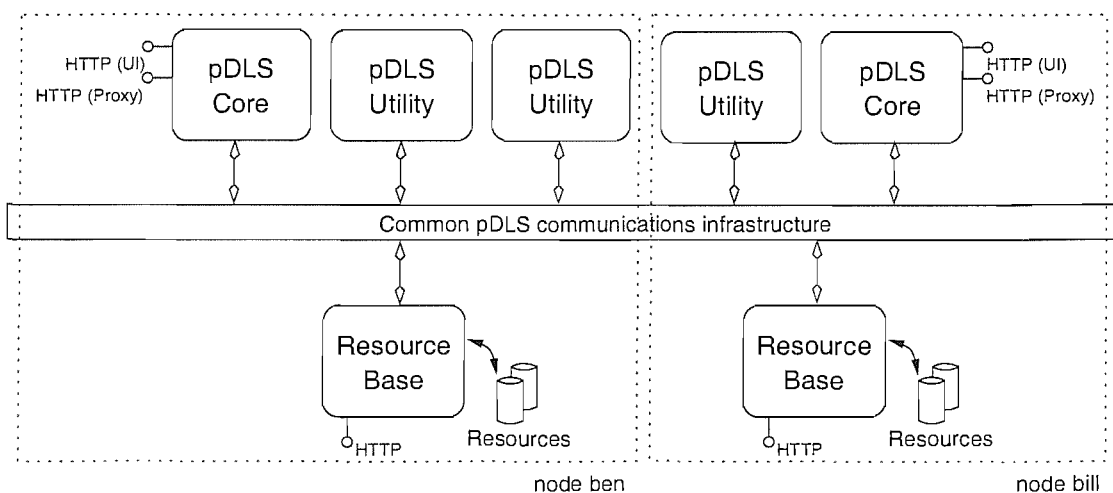 HTTP (UI)
HTTP (Proxy)
pDLS
Core
pDLS
Utility
pDLS
Utility
pDLS
Utility
pDLS
Core
HTTP (UI)
HTTP (Proxy)
Common pDLS communications infrastructure
Resource
Base
Resources
HTTP
Resource
Base
Resources
HTTP
node ben
node bill